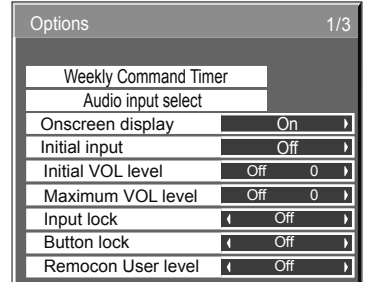 Options 1/3
Weekly Command Timer
Audio input select
Onscreen display On
Initial input Off
Initial VOL level Off 0
Maximum VOL level Off 0
Input lock Off
Button lock Off
Remocon User level Off